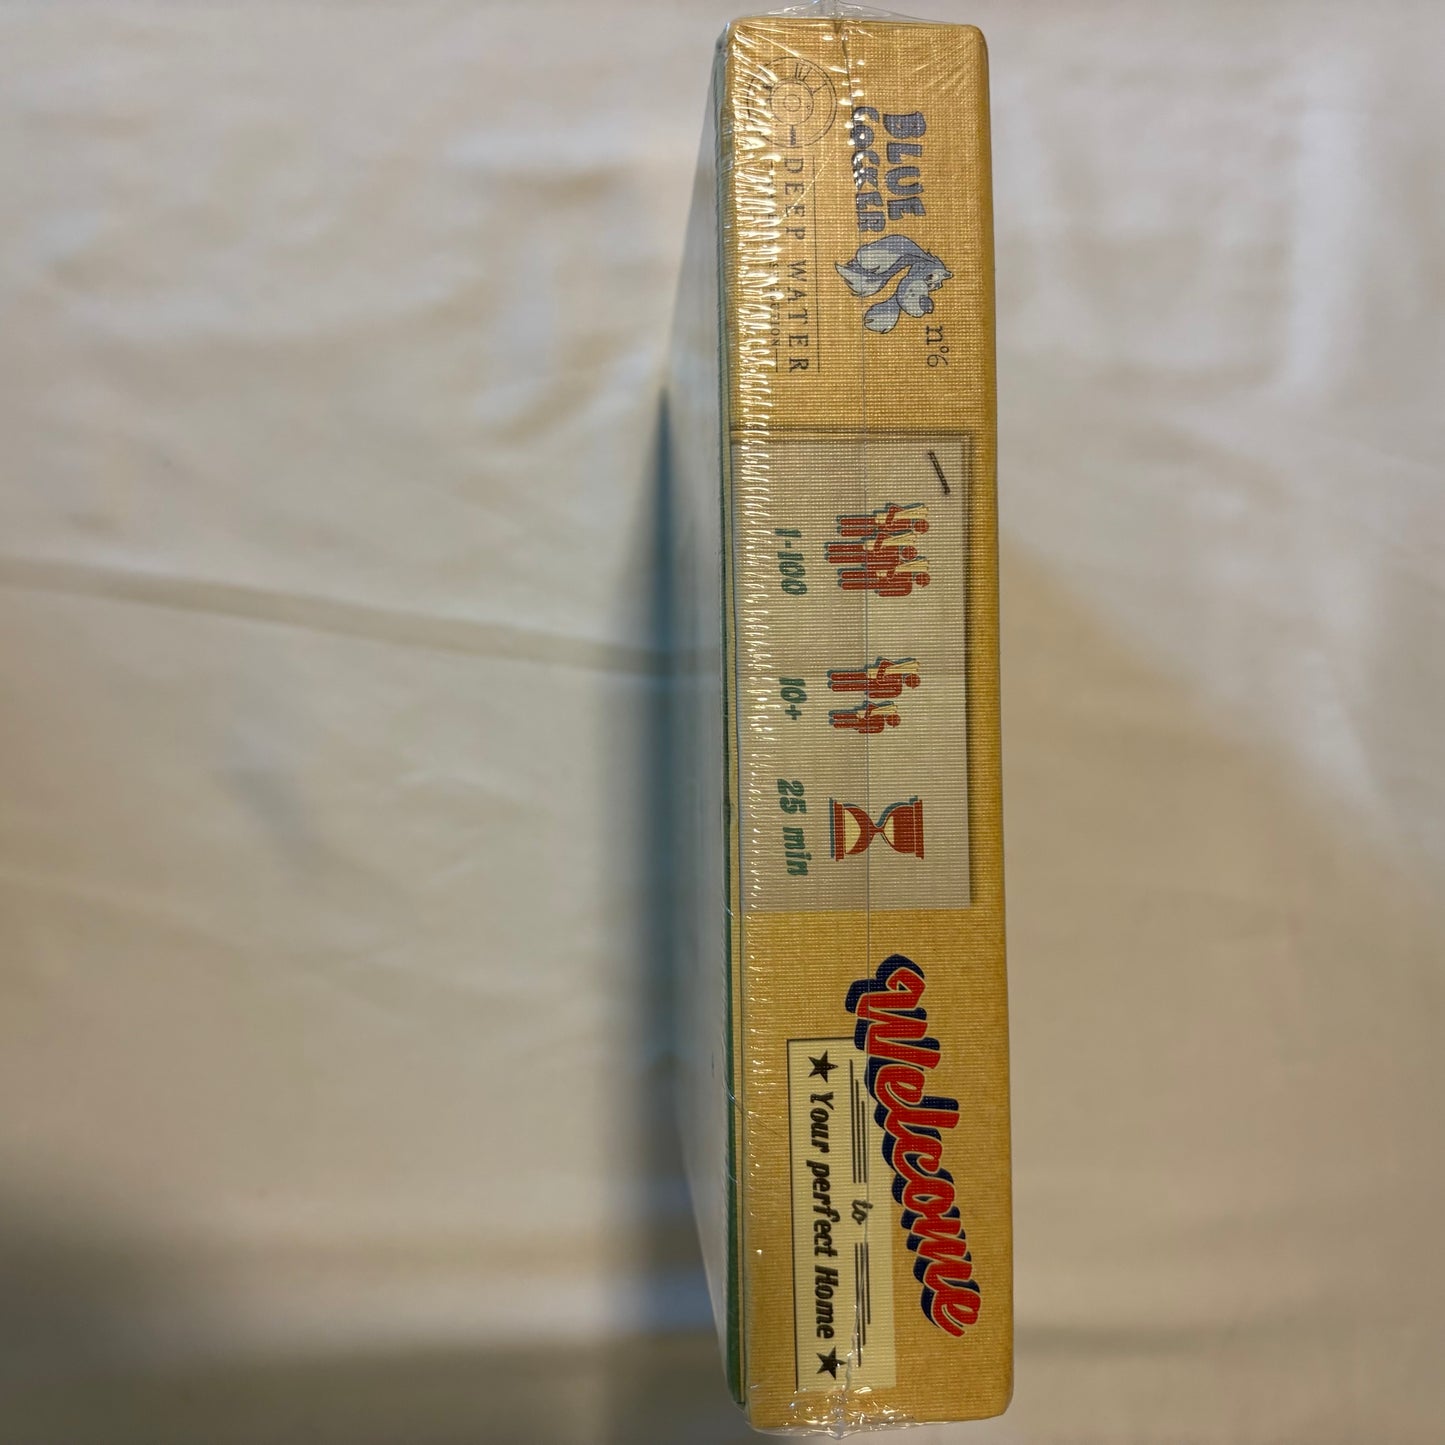 BLUE
COCKER
n°6
DEEP WATER
1-100
10+
25 min
Welcome
to
Your perfect Home